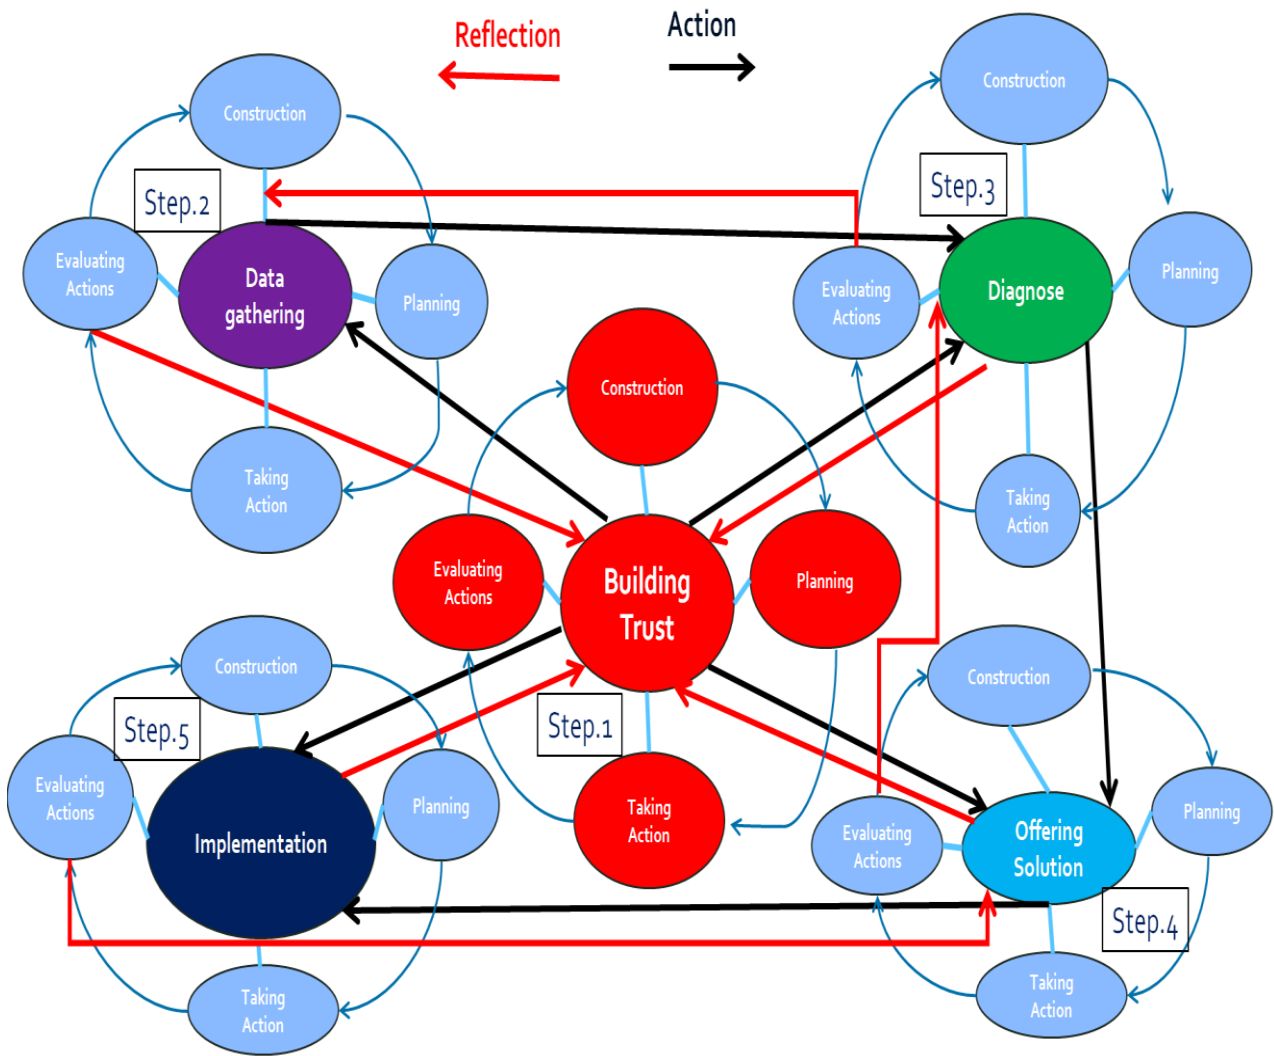 Reflection
Action
Construction
Step.2
Evaluating
Actions
Data
gathering
Planning
Taking
Action
Construction
Step.3
Evaluating
Actions
Diagnose
Planning
Taking
Action
Construction
Evaluating
Actions
Building
Trust
Planning
Step.1
Taking
Action
Construction
Step.5
Evaluating
Actions
Implementation
Planning
Taking
Action
Construction
Evaluating
Actions
Offering
Solution
Planning
Step.4
Taking
Action